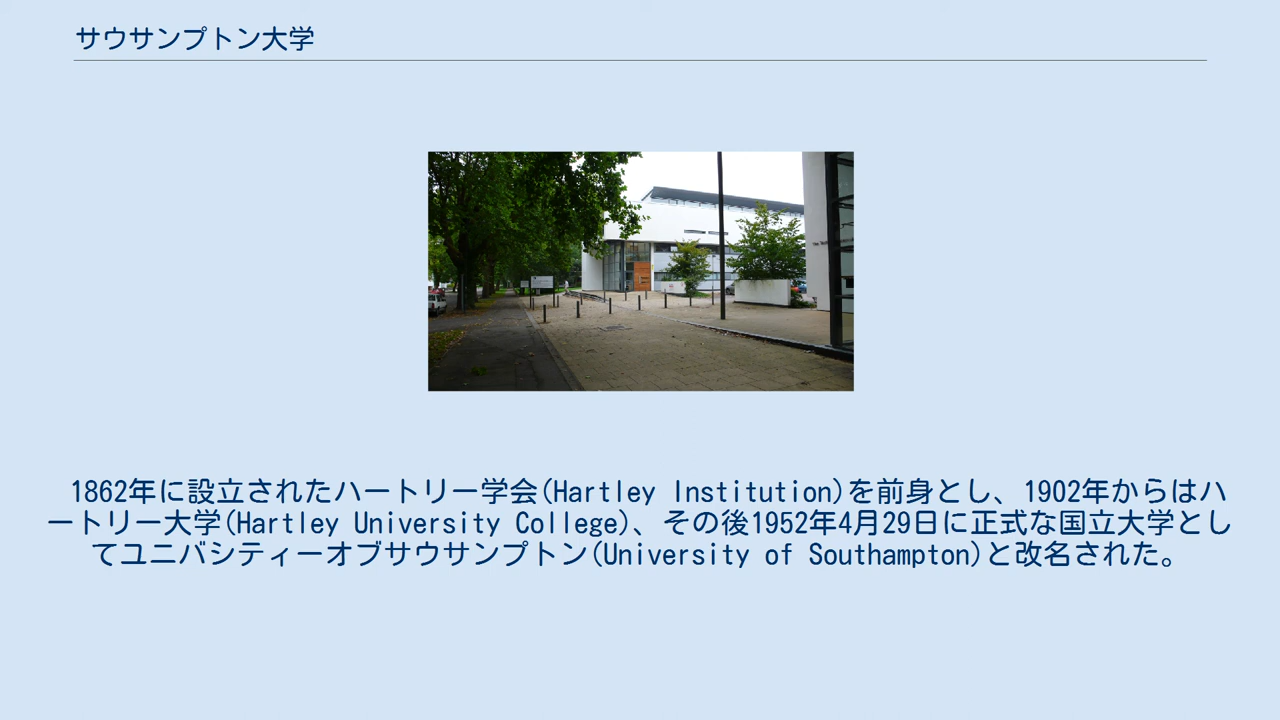 サウサンプトン大学
1862年に設立されたハートリー学会(Hartley Institution)を前身とし、1902年からはハ
ートリー大学(Hartley University College)、その後1952年4月29日に正式な国立大学とし
てユニバシティーオブサウサンプトン(University of Southampton)と改名された。